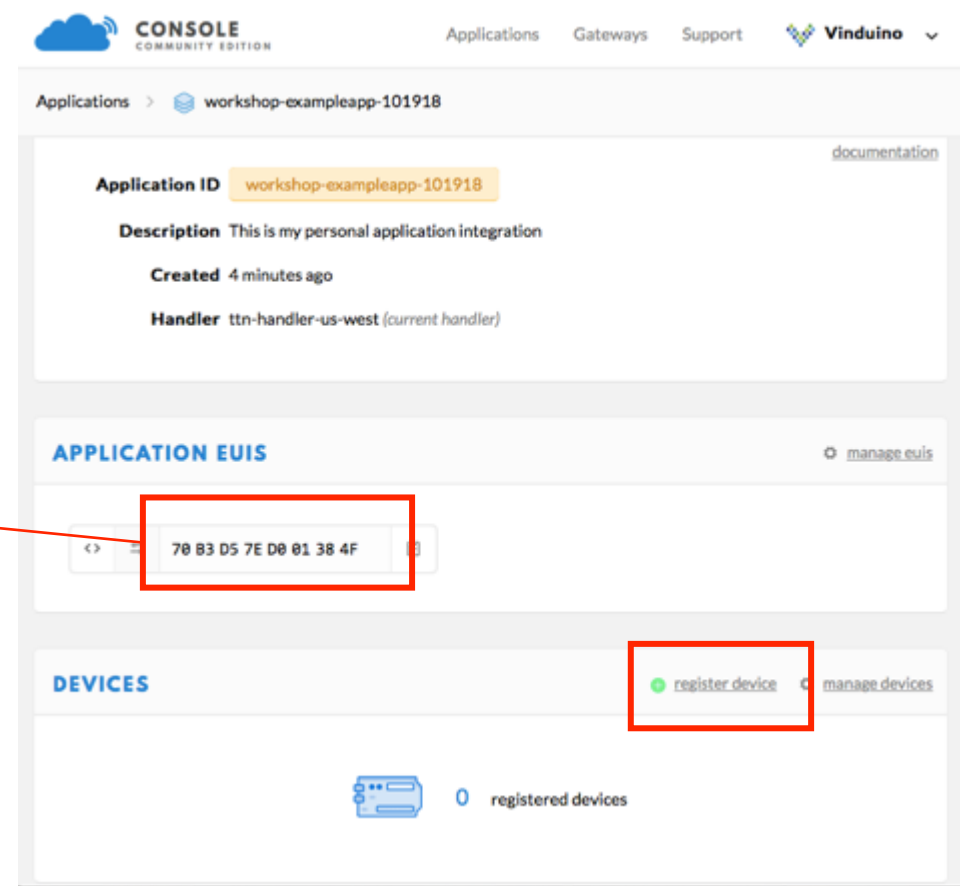 CONSOLE
COMMUNITY EDITION
Applications Gateways Support Vinduino
Applications > workshop-exampleapp-101918
documentation
Application ID workshop-exampleapp-101918
Description This is my personal application integration
Created 4 minutes ago
Handler ttn-handler-us-west (current handler)
APPLICATION EUIS manage euis
<> 70 B3 D5 7E D0 01 38 4F
DEVICES register device manage devices
0 registered devices